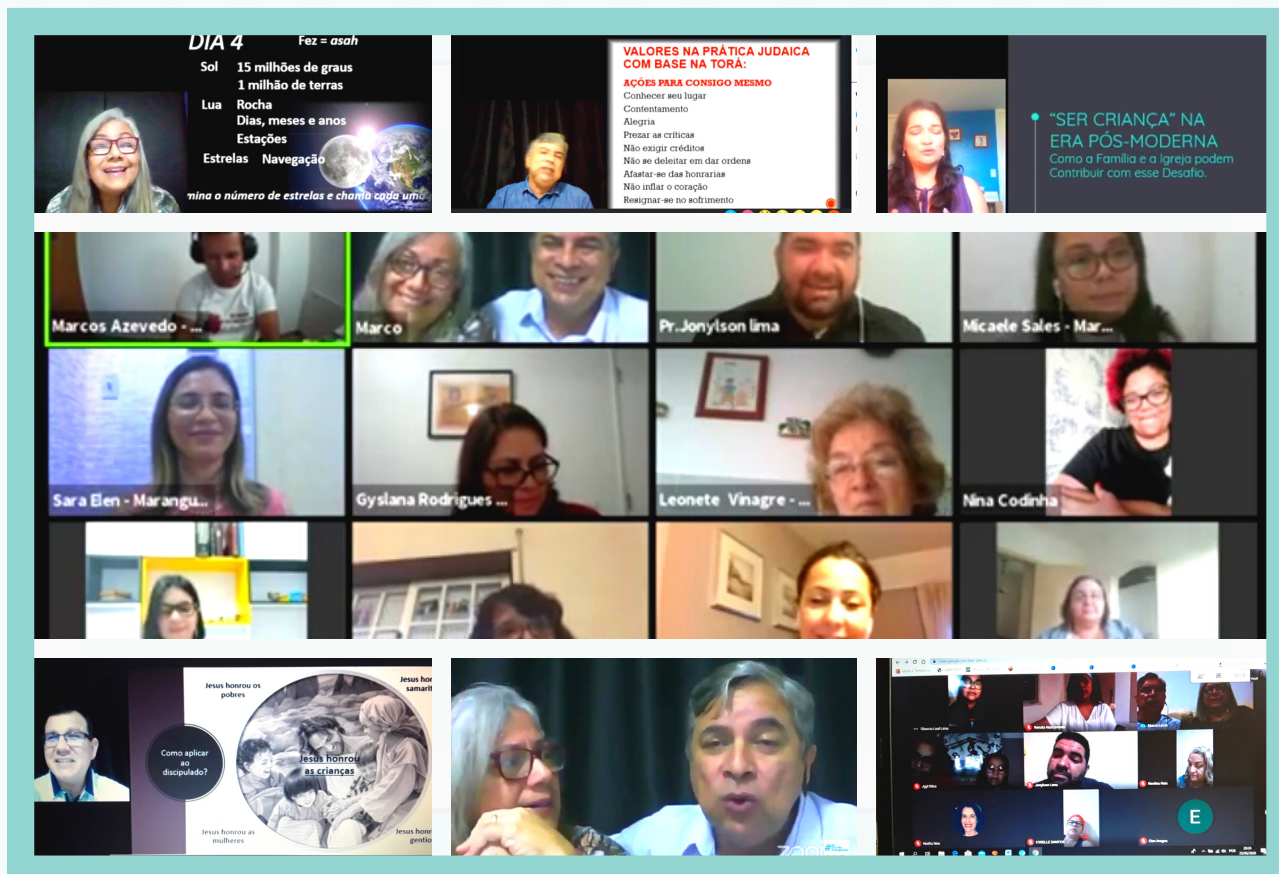 DIA 4
Fez = asah
Sol 15 milhões de graus
1 milhão de terras
Lua Rocha
Dias, meses e anos
Estações
Estrelas Navegação
mina o número de estrelas e chama cada uma
VALORES NA PRÁTICA JUDAICA
COM BASE NA TORÁ:
AÇÕES PARA CONSIGO MESMO
Conhecer seu lugar
Contentamento
Alegria
Prezar as críticas
Não exigir créditos
Não se deleitar em dar ordens
Afastar-se das honrarias
Não inflar o coração
Resignar-se no sofrimento
“SER CRIANÇA” NA
ERA PÓS-MODERNA
Como a Família e a Igreja podem
Contribuir com esse Desafio.
Marcos Azevedo - ...
Marco
Pr.Jonylson lima
Micaele Sales - Mar...
Sara Elen - Marangu...
Gyslana Rodrigues ...
Leonete Vinagre - ...
Nina Codinha
Jesus honrou os
pobres
Jesus hon
samarit
Como aplicar
ao
discipulado?
Jesus honrou
as crianças
Jesus honrou as
mulheres
Jesus honr
gentio
zoom
E